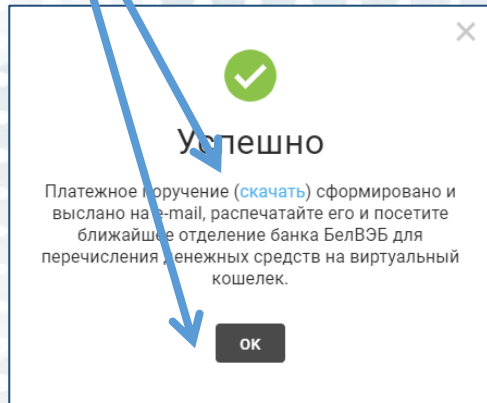 Успешно
Платежное поручение (скачать) сформировано и
выслано на e-mail, распечатайте его и посетите
ближайшее отделение банка БелВЭБ для
перечисления денежных средств на виртуальный
кошелек.
ОК